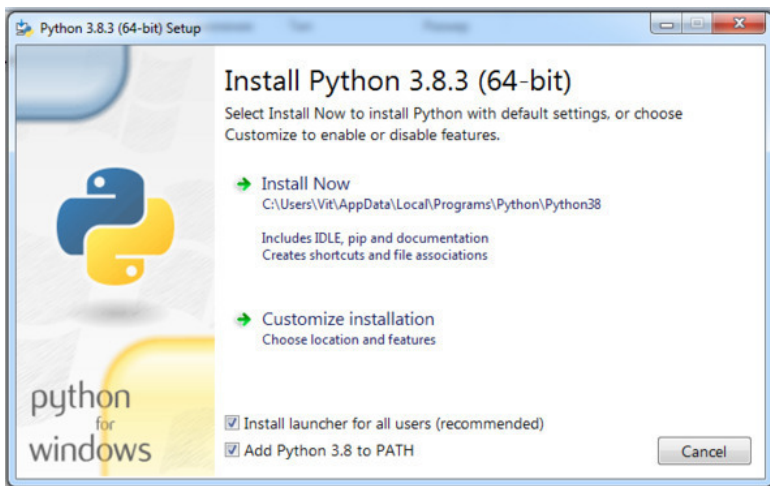 Python 3.8.3 (64-bit) Setup
Install Python 3.8.3 (64-bit)
Select Install Now to install Python with default settings, or choose
Customize to enable or disable features.
Install Now
C:\Users\Vit\AppData\Local\Programs\Python\Python38
Includes IDLE, pip and documentation
Creates shortcuts and file associations
Customize installation
Choose location and features
python
for
windows
Install launcher for all users (recommended)
Add Python 3.8 to PATH
Cancel